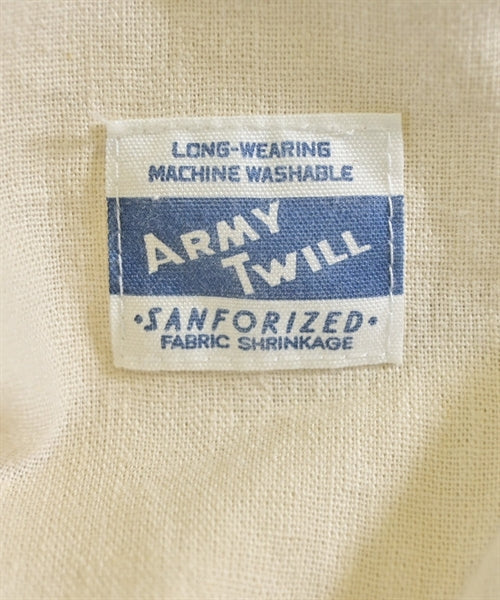 LONG-WEARING
MACHINE WASHABLE
ARMY
TWILL
•SANFORIZED•
FABRIC SHRINKAGE